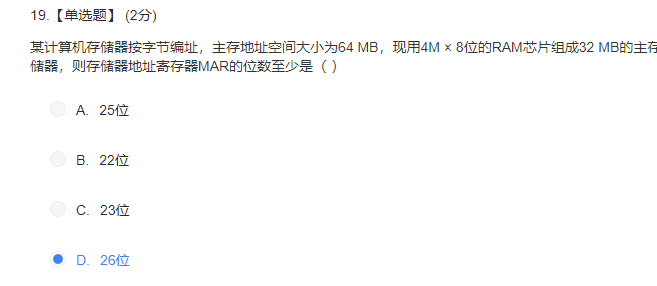 19.【单选题】 (2分)
某计算机存储器按字节编址，主存地址空间大小为64 MB，现用4M × 8位的RAM芯片组成32 MB的主存
储器，则存储器地址寄存器MAR的位数至少是（ ）
A. 25位
B. 22位
C. 23位
D. 26位